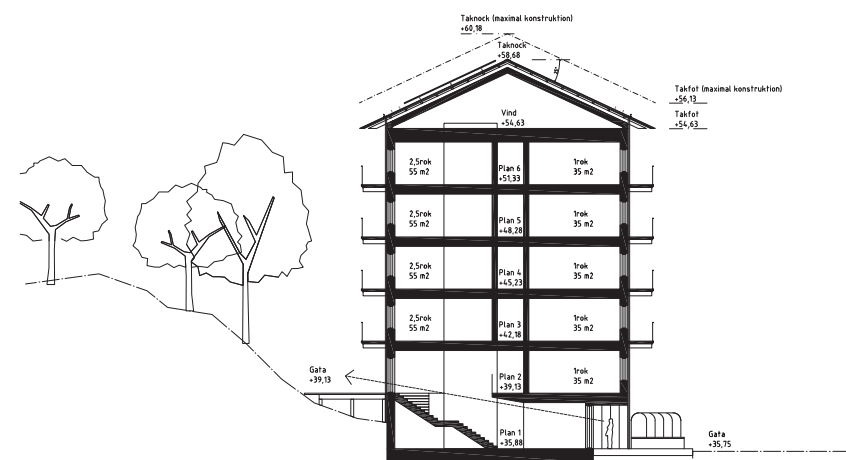 Taknock (maximal konstruktion)
+60,18
Taknock
+58,68
Takfot (maximal konstruktion)
+56,13
Takfot
+54,63
Vind
+54,63
2,5rok
55 m2
Plan 6
+51,33
1rok
35 m2
2,5rok
55 m2
Plan 5
+48,28
1rok
35 m2
2,5rok
55 m2
Plan 4
+45,23
1rok
35 m2
2,5rok
55 m2
Plan 3
+42,18
1rok
35 m2
Gata
+39,13
Plan 2
+39,13
1rok
35 m2
Plan 1
+35,88
Gata
+35,75